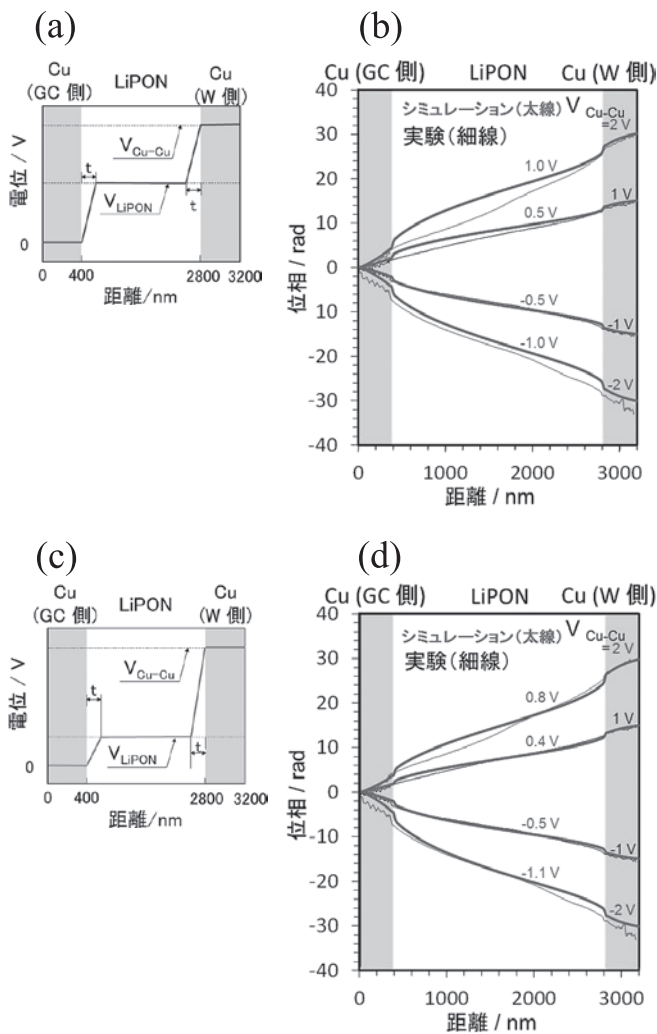 (a)
Cu
(GC 側)
LiPON
Cu
(W 側)
電位 / V
V Cu−Cu
t
V LiPON
t
0
0 400 2800 3200
距離/nm
(b)
Cu (GC 側) LiPON Cu (W 側)
シミュレーション(太線) V Cu-Cu
=2 V
実験(細線)
40
30
20
10
0
10
-20
-30
-40
位相 / rad
1.0 V
0.5 V
1 V
-0.5 V
-1 V
-1.0 V
-2 V
0 1000 2000 3000
距離 / nm
(c)
Cu
(GC 側)
LiPON
Cu
(W 側)
電位 / V
V Cu−Cu
t
V LiPON
t
0
0 400 2800 3200
距離/nm
(d)
Cu (GC 側) LiPON Cu (W 側)
シミュレーション(太線) V Cu-Cu
=2 V
実験(細線)
40
30
20
10
0
-10
-20
-30
-40
位相 / rad
0.8 V
0.4 V
1 V
-0.5 V
-1 V
-1.1 V
-2 V
0 1000 2000 3000
距離 / nm